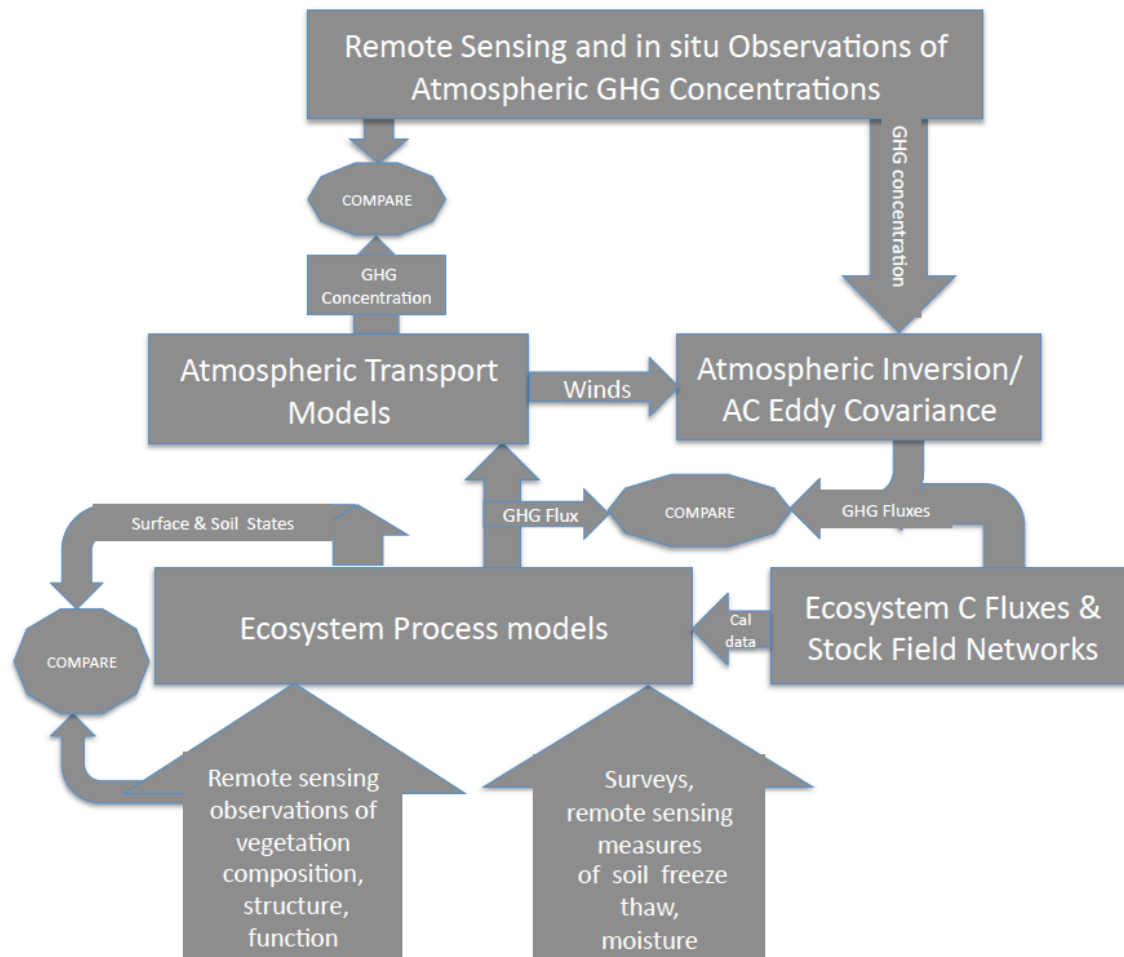 Remote Sensing and in situ Observations of
Atmospheric GHG Concentrations
GHG concentration
COMPARE
GHG
Concentration
Atmospheric Transport
Models
Winds
Atmospheric Inversion/
AC Eddy Covariance
Surface & Soil States
GHG Flux
COMPARE
GHG Fluxes
COMPARE
Ecosystem Process models
Cal
data
Ecosystem C Fluxes &
Stock Field Networks
Remote sensing
observations of
vegetation
composition,
structure,
function
Surveys,
remote sensing
measures
of soil freeze
thaw,
moisture